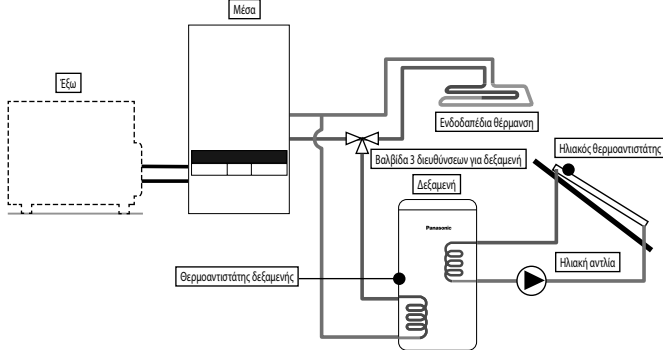 Μέσα
Έξω
Ενδοδαπέδια θέρμανση
Ηλιακός θερμοαντιστάτης
Βαλβίδα 3 διευθύνσεων για δεξαμενή
Δεξαμενή
Panasonic
Ηλιακή αντλία
Θερμοαντιστάτης δεξαμενής